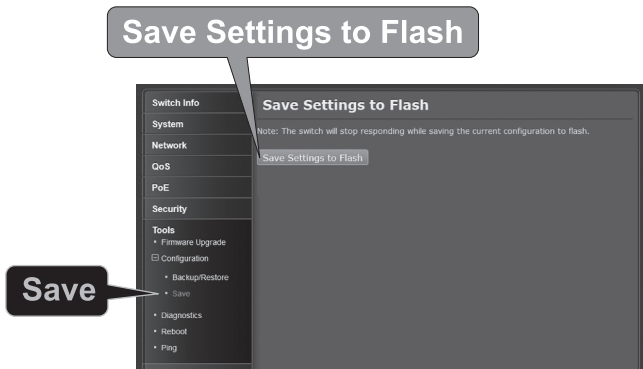 Save Settings to Flash
Switch Info
System
Network
QoS
PoE
Security
Tools
• Firmware Upgrade
Configuration
• Backup/Restore
• Save
• Diagnostics
• Reboot
• Ping
Save Settings to Flash
Note: The switch will stop responding while saving the current configuration to flash.
Save Settings to Flash
Save